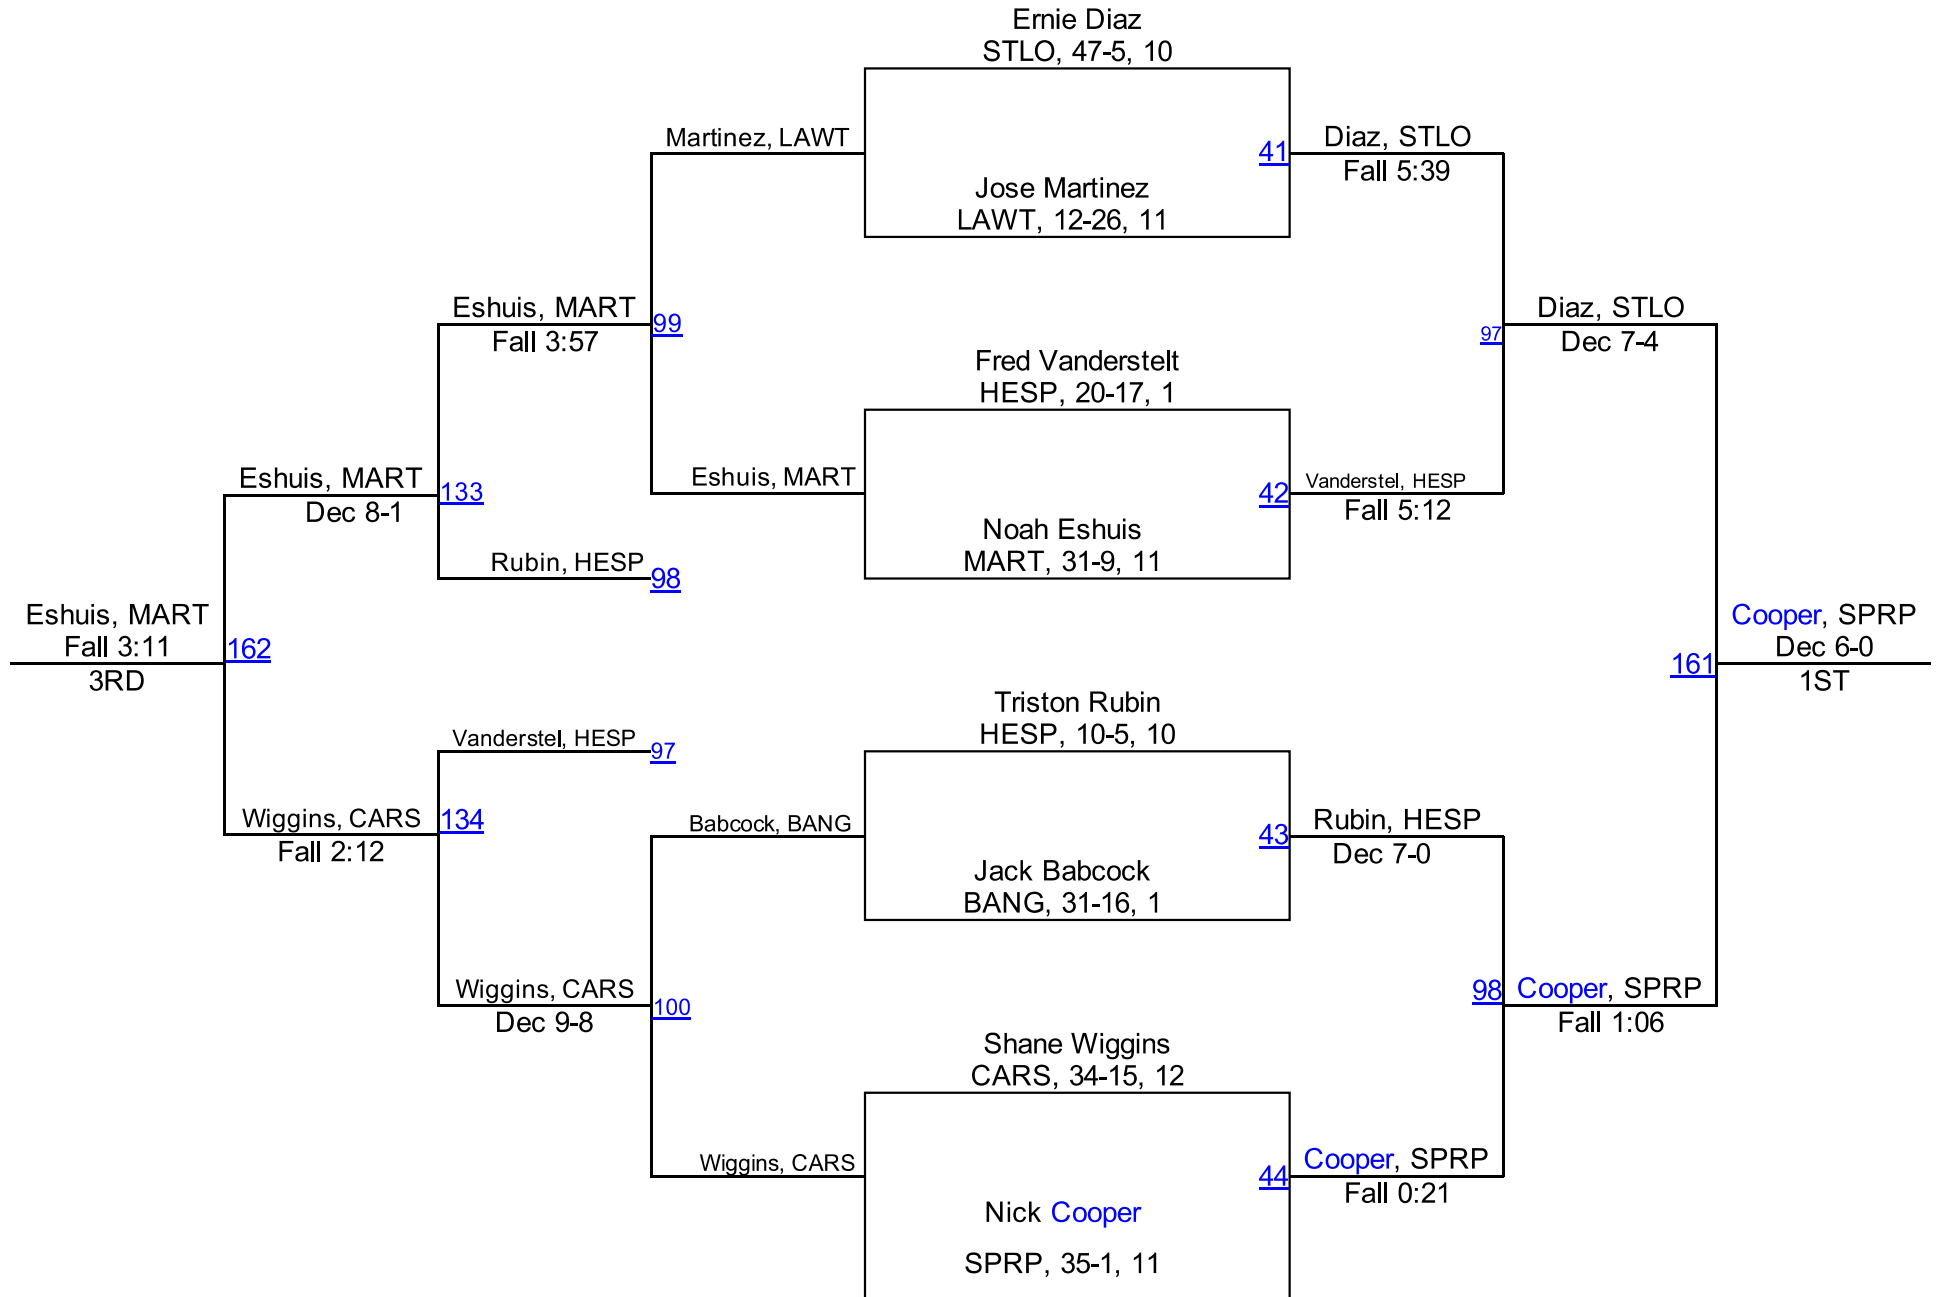 Ernie Diaz
STLO, 47-5, 10
Martinez, LAWT
41
Diaz, STLO
Fall 5:39
Jose Martinez
LAWT, 12-26, 11
Eshuis, MART
Fall 3:57
99
97
Diaz, STLO
Dec 7-4
Fred Vanderstelt
HESP, 20-17, 1
Eshuis, MART
Dec 8-1
133
Eshuis, MART
42
Vanderstel, HESP
Fall 5:12
Noah Eshuis
MART, 31-9, 11
Rubin, HESP
98
Eshuis, MART
Fall 3:11
3RD
162
161
Cooper, SPRP
Dec 6-0
1ST
Triston Rubin
HESP, 10-5, 10
Vanderstel, HESP
97
Wiggins, CARS
Fall 2:12
134
Babcock, BANG
43
Rubin, HESP
Dec 7-0
Jack Babcock
BANG, 31-16, 1
Wiggins, CARS
Dec 9-8
100
98
Cooper, SPRP
Fall 1:06
Shane Wiggins
CARS, 34-15, 12
Wiggins, CARS
44
Cooper, SPRP
Fall 0:21
Nick Cooper
SPRP, 35-1, 11